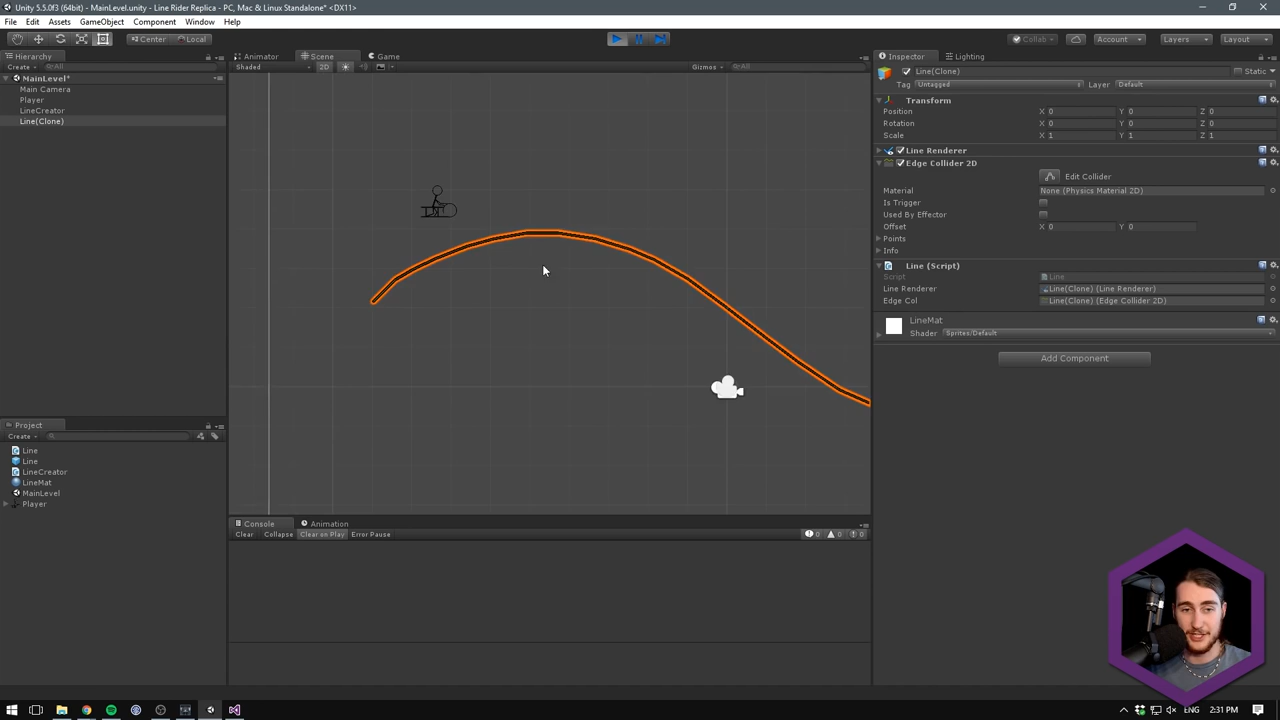 Unity 5.5.0f3 (64bit) - MainLevel.unity - Line Rider Replica - PC, Mac & Linux Standalone* <DX11>
File Edit Assets GameObject Component Window Help
Center Local Collab Account Layers Layout
Hierarchy Animator Scene Game Inspector Lighting
Create All Shaded 2D Gizmos All
MainLevel*
Main Camera
Player
LineCreator
Line(Clone)
Line(Clone) Static
Tag Untagged Layer Default
Transform
Position X 0 Y 0 Z 0
Rotation X 0 Y 0 Z 0
Scale X 1 Y 1 Z 1
Line Renderer
Edge Collider 2D
Edit Collider
Material None (Physics Material 2D)
Is Trigger
Used By Effector
Offset X 0 Y 0
Points
Info
Line (Script)
Script Line
Line Renderer Line(Clone) (Line Renderer)
Edge Col Line(Clone) (Edge Collider 2D)
LineMat
Shader Sprites/Default
Add Component
Project
Create
Line
Line
LineCreator
LineMat
MainLevel
Player
Console Animation
Clear Collapse Clear on Play Error Pause 0 0 0
ENG 2:31 PM